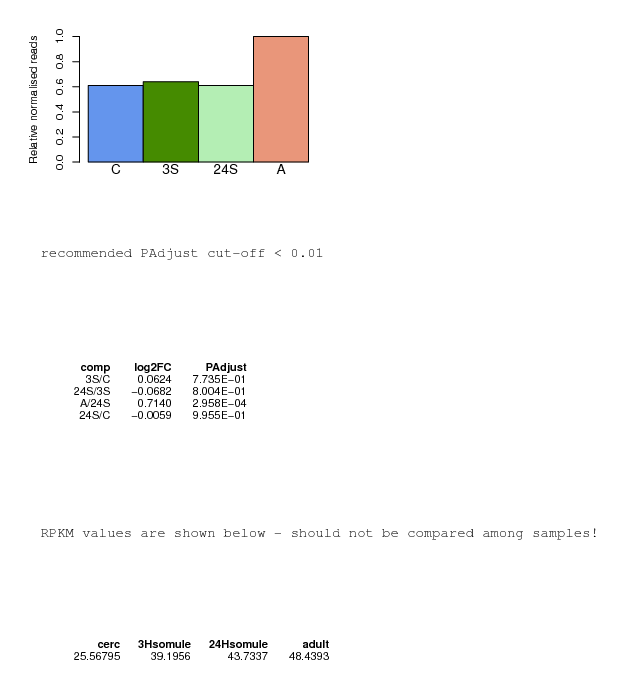 Relative normalised reads
1.0
0.8
0.6
0.4
0.2
0.0
C 3S 24S A
recommended PAdjust cut-off < 0.01
comp log2FC PAdjust
3S/C 0.0624 7.735E-01
24S/3S -0.0682 8.004E-01
A/24S 0.7140 2.958E-04
24S/C -0.0059 9.955E-01
RPKM values are shown below - should not be compared among samples!
cerc 3Hsomule 24Hsomule adult
25.56795 39.1956 43.7337 48.4393